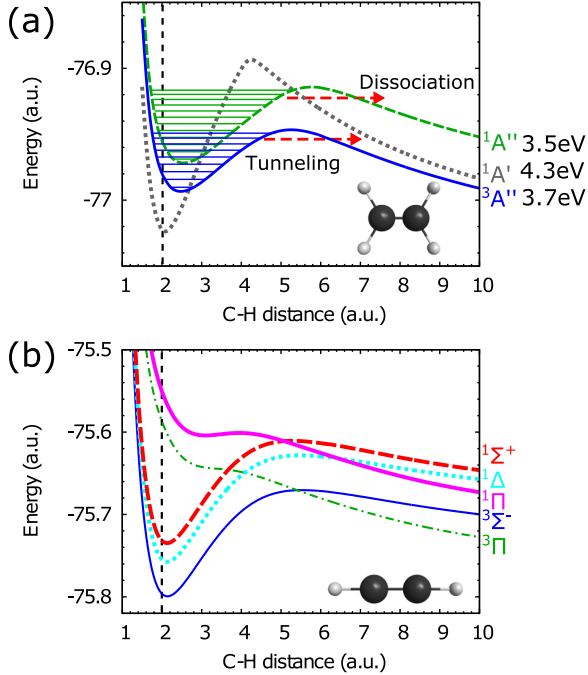 (a)
Energy (a.u.)
-76.9
-77
Dissociation
Tunneling
¹A'' 3.5eV
¹A' 4.3eV
³A'' 3.7eV
1 2 3 4 5 6 7 8 9 10
C-H distance (a.u.)
(b)
Energy (a.u.)
-75.5
-75.6
-75.7
-75.8
¹Σ⁺
¹Δ
¹Π
³Σ⁻
³Π
1 2 3 4 5 6 7 8 9 10
C-H distance (a.u.)